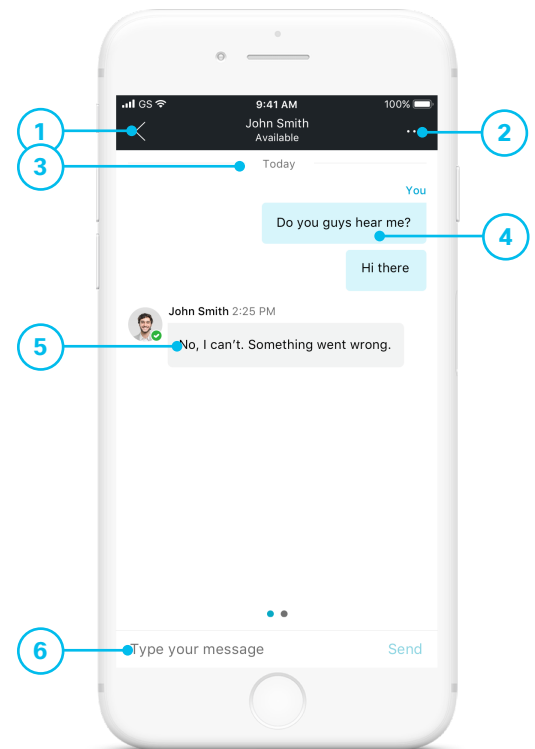 GS 9:41 AM 100%
John Smith
Available
1
2
3
Today
You
Do you guys hear me?
4
Hi there
John Smith 2:25 PM
5
No, I can’t. Something went wrong.
6
Type your message Send